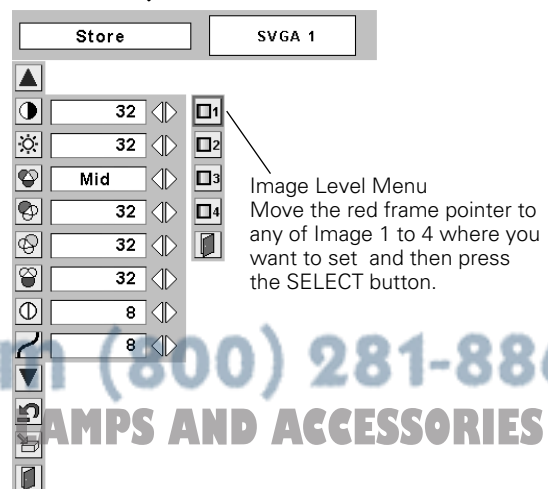 Store
SVGA 1
32
1
32
2
Mid
3
32
4
32
32
8
8
Image Level Menu
Move the red frame pointer to
any of Image 1 to 4 where you
want to set and then press
the SELECT button.
m (800) 281-886
AMPS AND ACCESSORIES